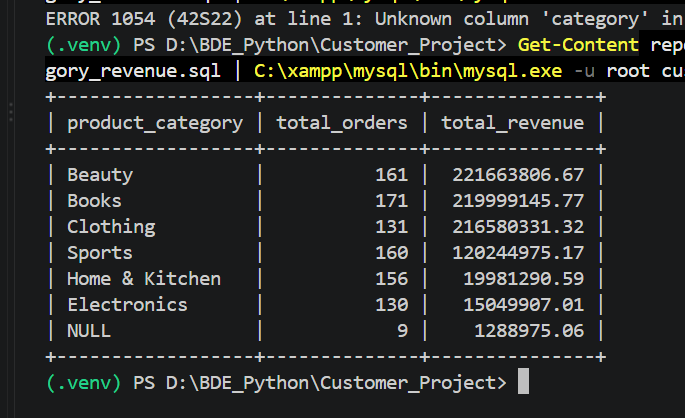 ERROR 1054 (42S22) at line 1: Unknown column 'category' in
(.venv) PS D:\BDE_Python\Customer_Project> Get-Content repo
gory_revenue.sql | C:\xampp\mysql\bin\mysql.exe -u root cus
+------------------+--------------+---------------+
| product_category | total_orders | total_revenue |
+------------------+--------------+---------------+
| Beauty           |          161 |  221663806.67 |
| Books            |          171 |  219999145.77 |
| Clothing         |          131 |  216580331.32 |
| Sports           |          160 |  120244975.17 |
| Home & Kitchen   |          156 |   19981290.59 |
| Electronics      |          130 |   15049907.01 |
| NULL             |            9 |    1288975.06 |
+------------------+--------------+---------------+
(.venv) PS D:\BDE_Python\Customer_Project>